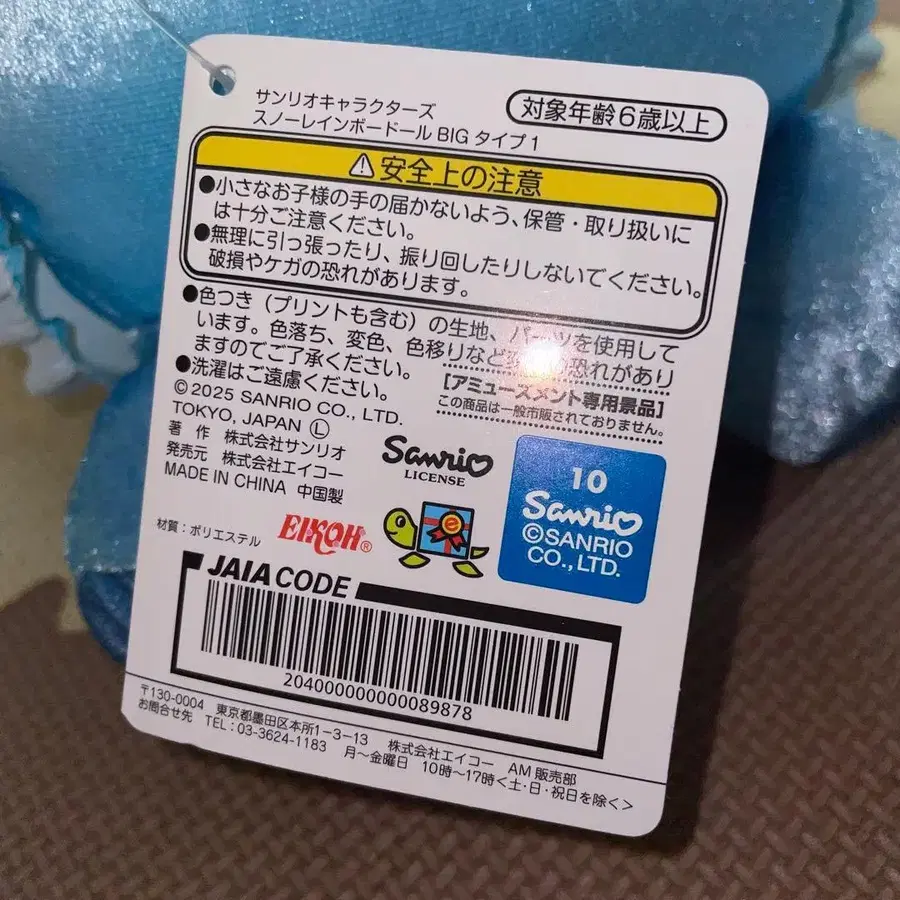 サンリオキャラクターズ
スノーレインボードール BIG タイプ1
対象年齢6歳以上
安全上の注意
●小さなお子様の手の届かないよう、保管・取り扱いに
は十分ご注意ください。
●無理に引っ張ったり、振り回したりしないでください。
破損やケガの恐れがあります。
●色つき（プリントも含む）の生地、パーツを使用して
います。色落ち、変色、色移りなど の恐れがあり
ますのでご了承ください。
●洗濯はご遠慮ください。
[アミューズメント専用景品]
この商品は一般市販されておりません。
© 2025 SANRIO CO., LTD.
TOKYO, JAPAN Ⓛ
著 作 株式会社サンリオ
発売元 株式会社エイコー
MADE IN CHINA 中国製
Sanrio
LICENSE
10
Sanrio
©SANRIO
CO.,LTD.
材質：ポリエステル
EIKOH®
e
JAIA CODE
20400000000089878
〒130-0004 東京都墨田区本所1-3-13 株式会社エイコー AM販売部
お問合せ先 TEL:03-3624-1183 月～金曜日 10時～17時＜土・日・祝日を除く＞